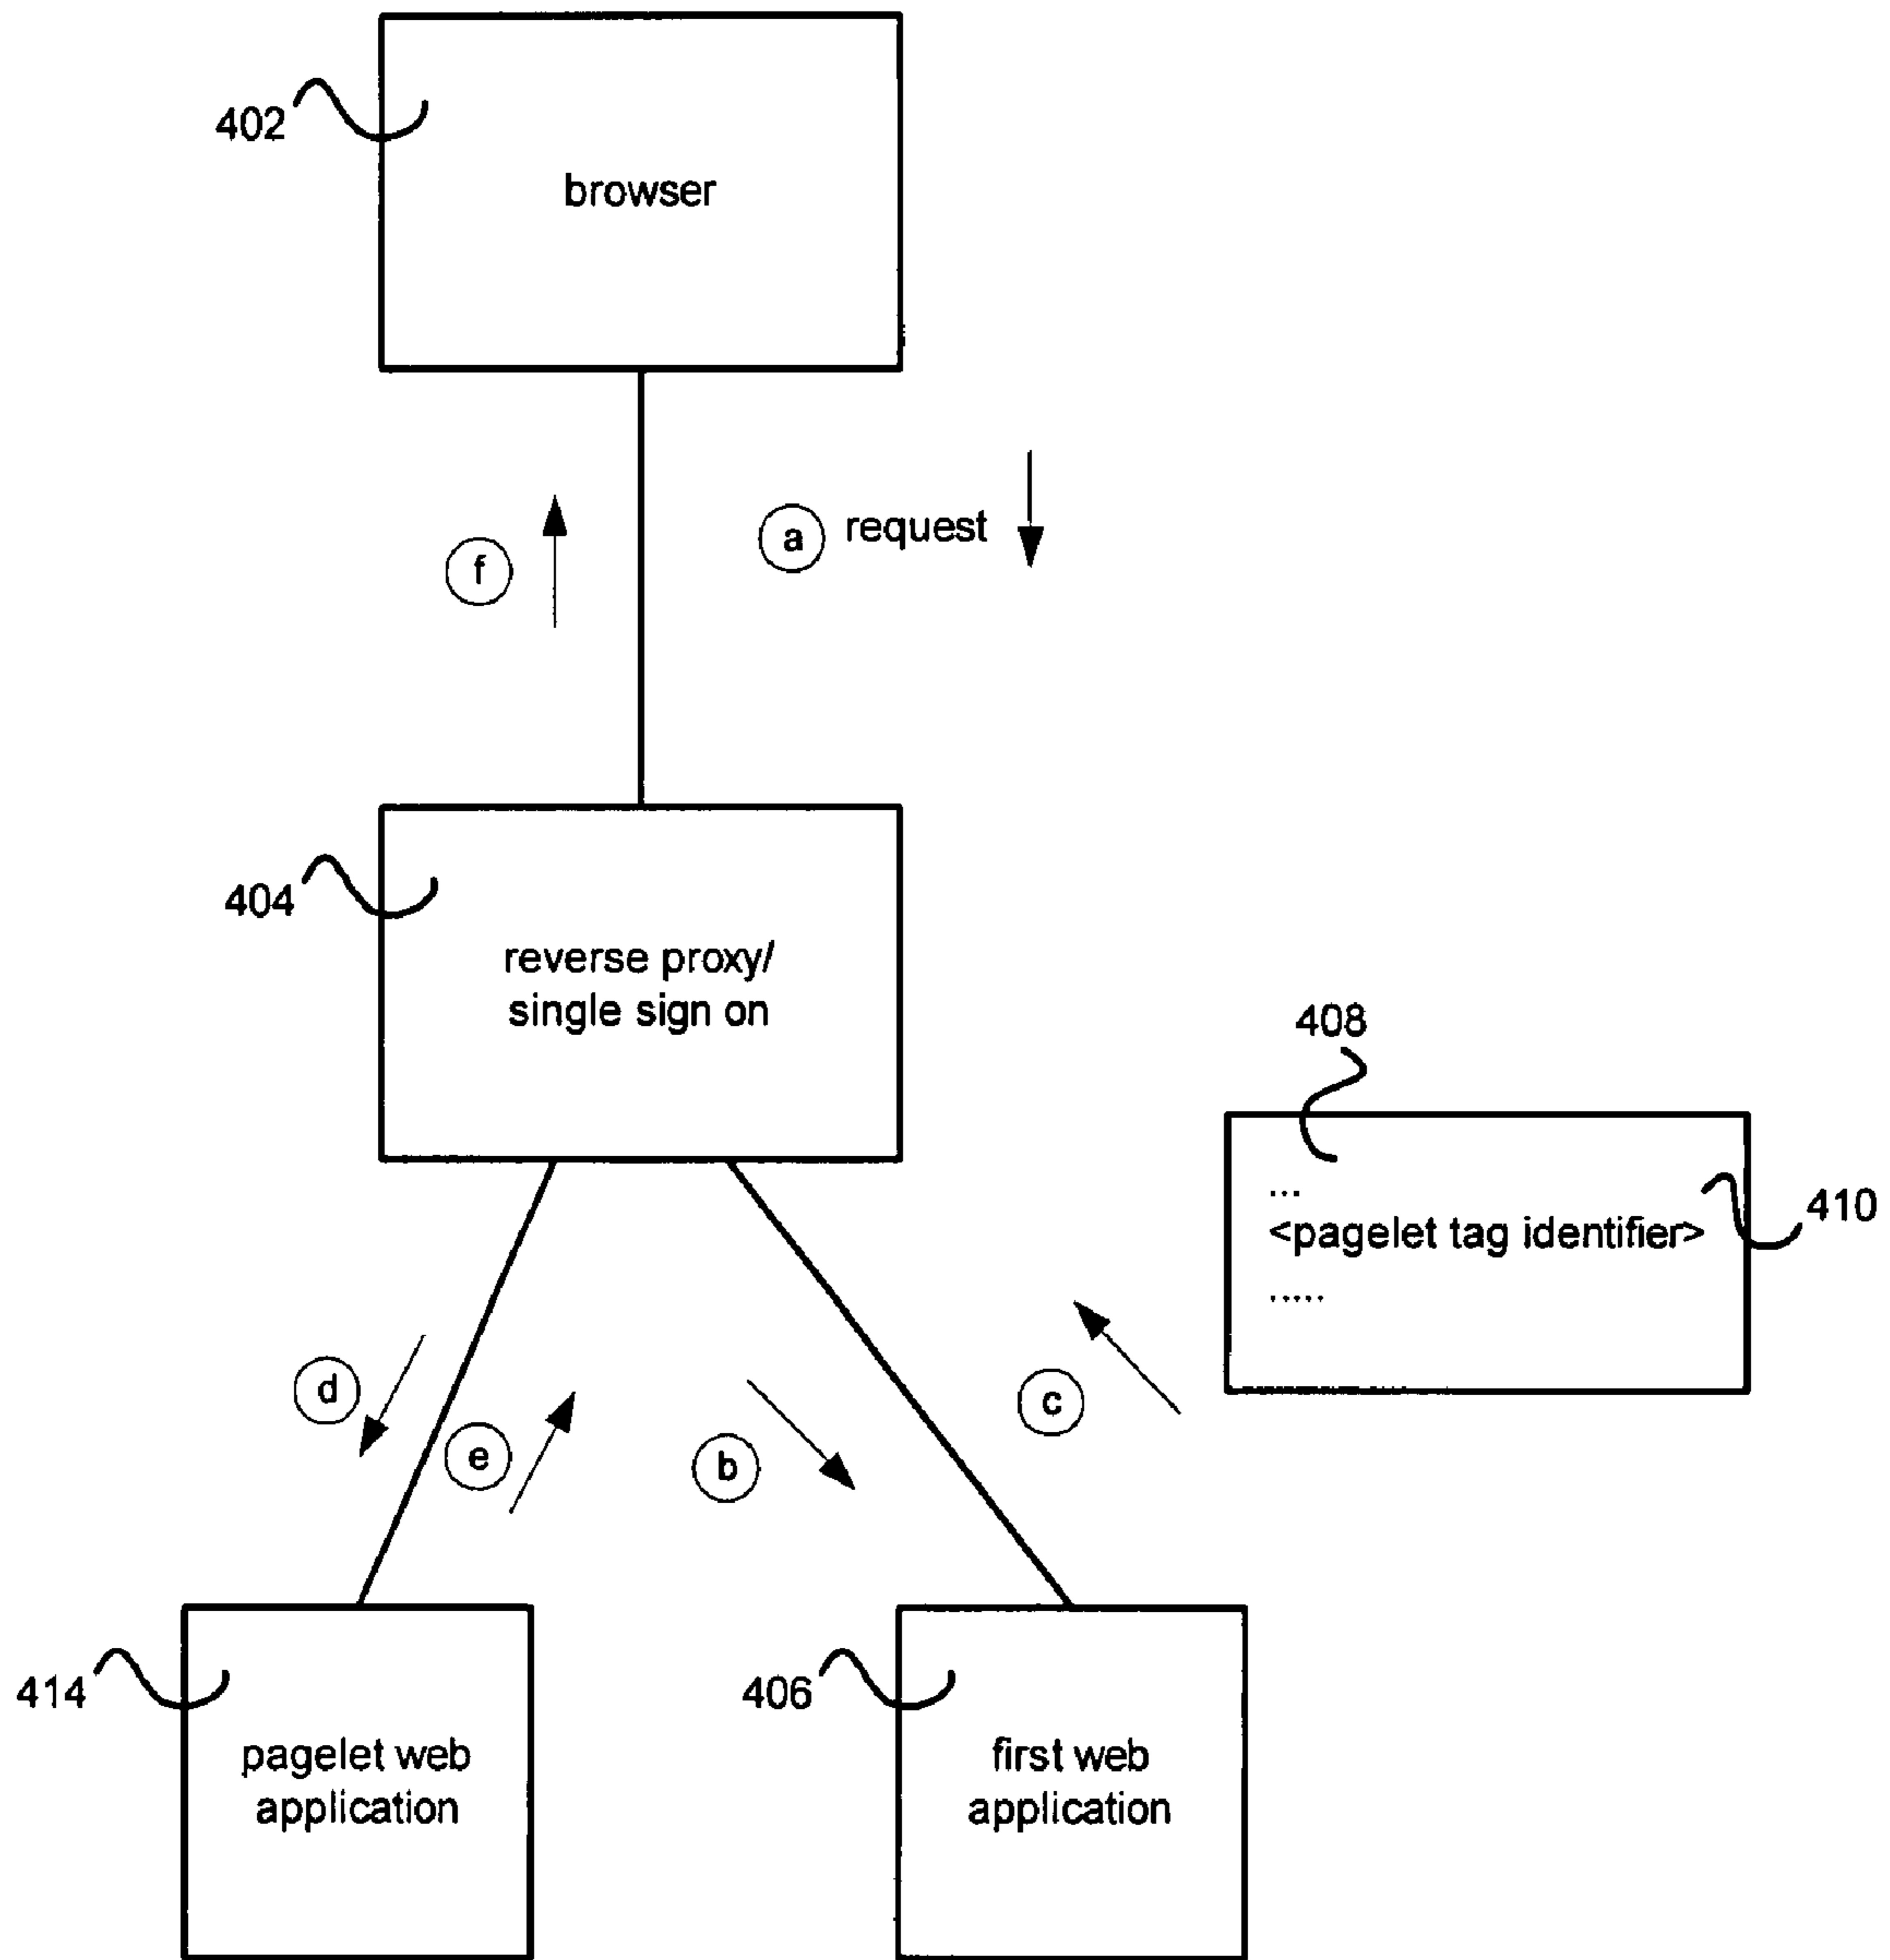 402
browser
f
a request
404
reverse proxy/
single sign on
408
...
<pagelet tag identifier>
.....
410
d
e
b
c
414
pagelet web
application
406
first web
application